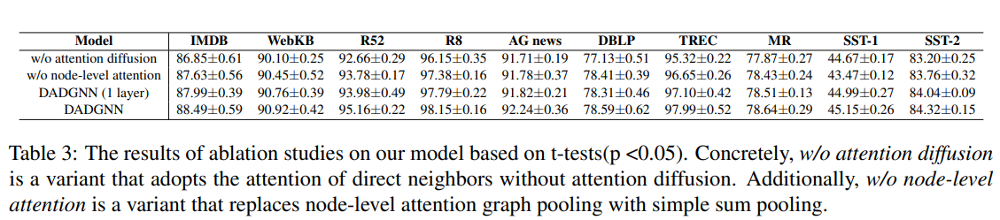 Model IMDB WebKB R52 R8 AG news DBLP TREC MR SST-1 SST-2
w/o attention diffusion 86.85±0.61 90.10±0.25 92.66±0.29 96.15±0.35 91.71±0.19 77.13±0.51 95.32±0.22 77.87±0.27 44.67±0.17 83.20±0.25
w/o node-level attention 87.63±0.56 90.45±0.52 93.78±0.17 97.38±0.16 91.78±0.37 78.41±0.39 96.65±0.26 78.43±0.24 43.47±0.12 83.76±0.32
DADGNN (1 layer) 87.99±0.39 90.76±0.39 93.98±0.49 97.79±0.22 91.82±0.21 78.31±0.46 97.10±0.42 78.51±0.13 44.99±0.27 84.04±0.09
DADGNN 88.49±0.59 90.92±0.42 95.16±0.22 98.15±0.16 92.24±0.36 78.59±0.62 97.99±0.52 78.64±0.29 45.15±0.26 84.32±0.15
Table 3: The results of ablation studies on our model based on t-tests(p <0.05). Concretely, w/o attention diffusion
is a variant that adopts the attention of direct neighbors without attention diffusion. Additionally, w/o node-level
attention is a variant that replaces node-level attention graph pooling with simple sum pooling.